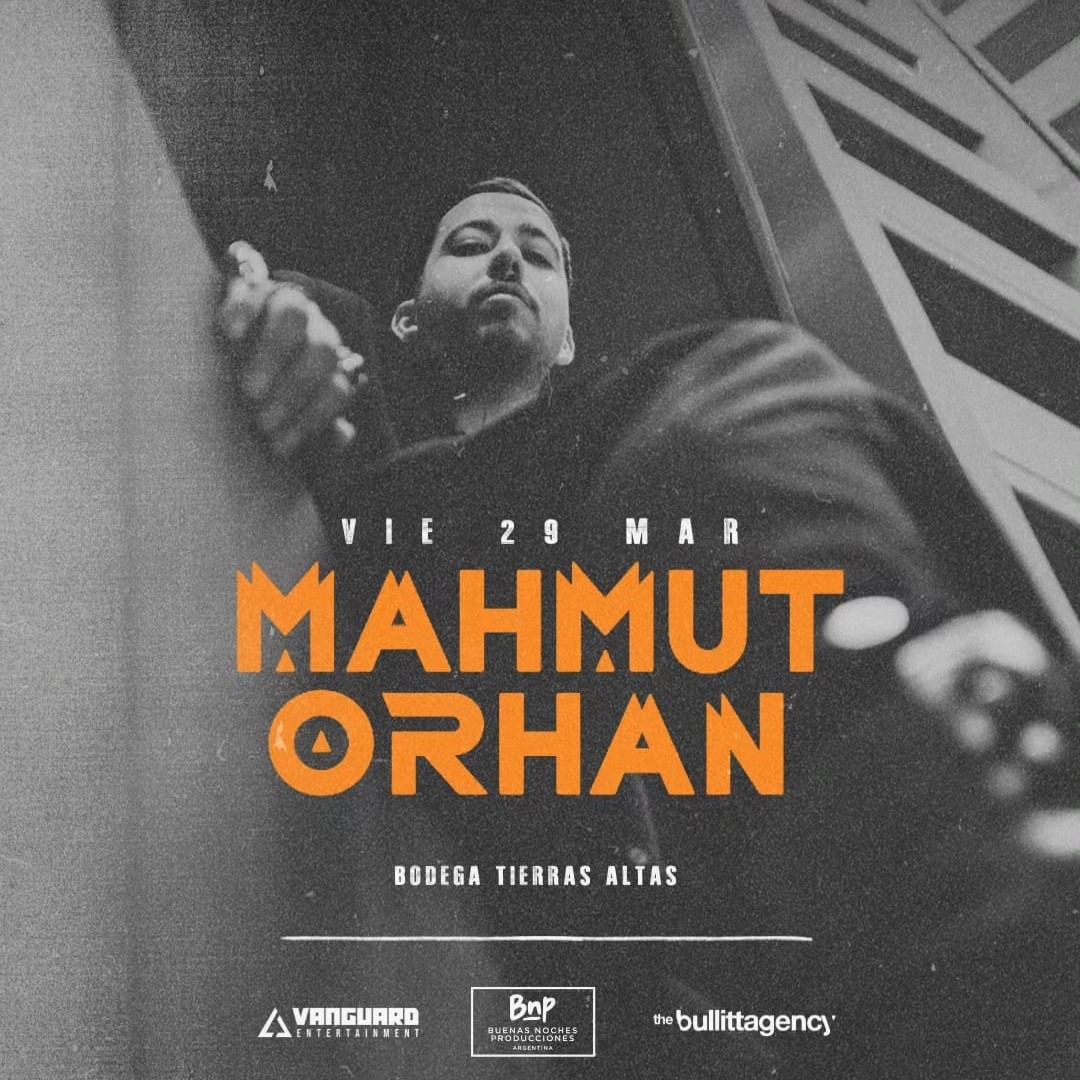 VIE 29 MAR
MAHMUT
ORHAN
BODEGA TIERRAS ALTAS
VANGUARD
ENTERTAINMENT
BnP
BUENAS NOCHES
PRODUCCIONES
ARGENTINA
the bullittagency